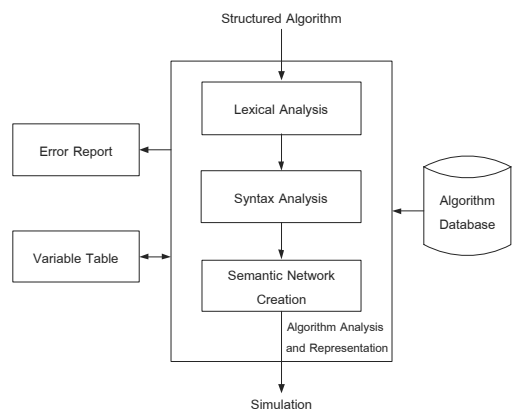 Structured Algorithm
Lexical Analysis
Error Report
Syntax Analysis
Algorithm
Database
Variable Table
Semantic Network
Creation
Algorithm Analysis
and Representation
Simulation